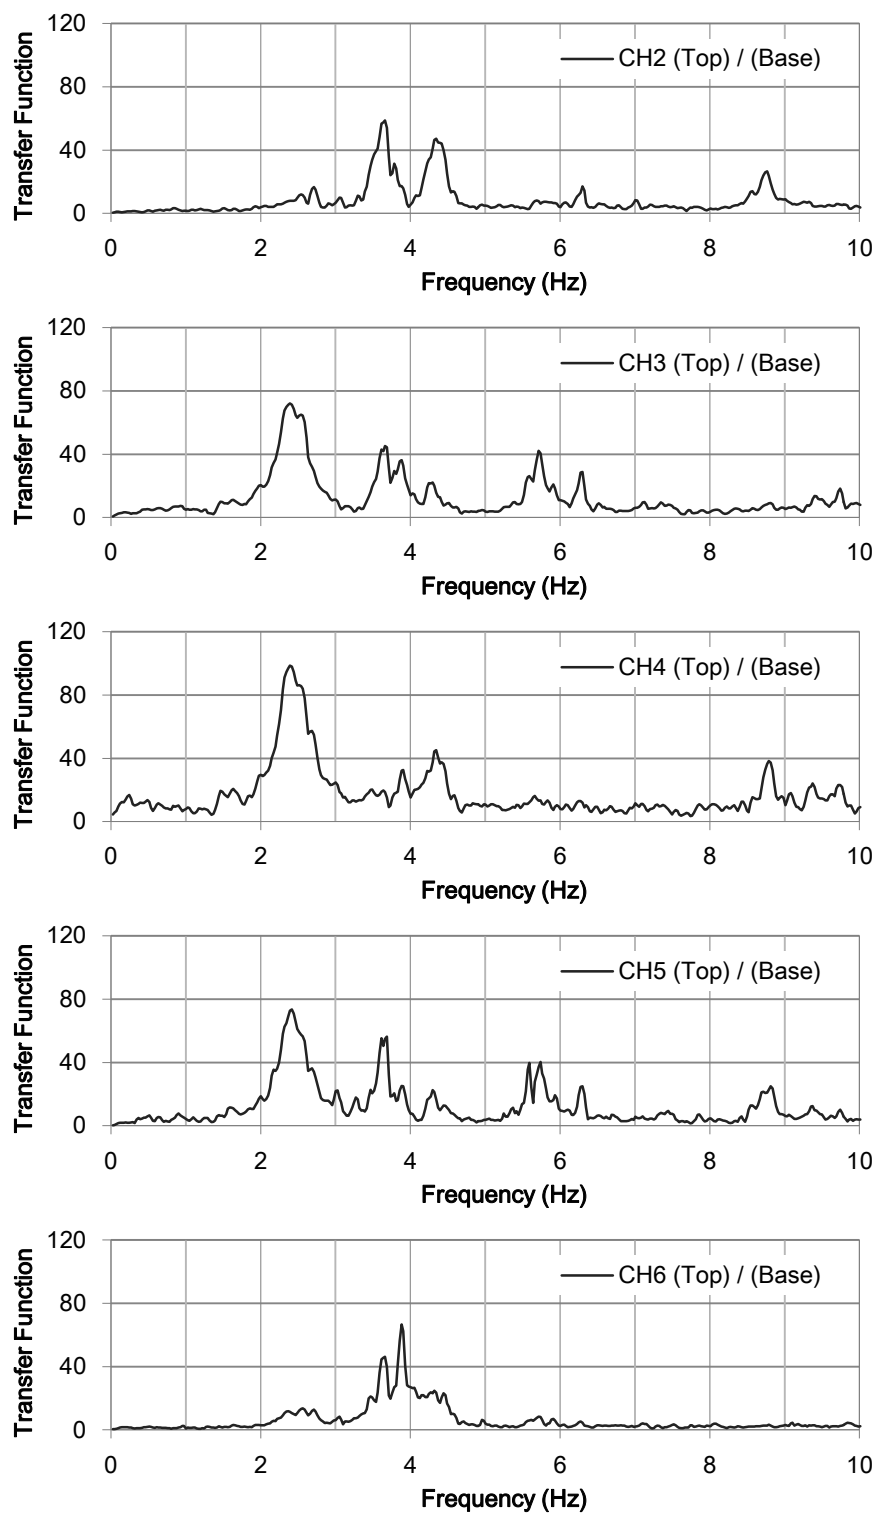 120
80
40
0
Transfer Function
CH2 (Top) / (Base)
0 2 4 6 8 10
Frequency (Hz)
120
80
40
0
Transfer Function
CH3 (Top) / (Base)
0 2 4 6 8 10
Frequency (Hz)
120
80
40
0
Transfer Function
CH4 (Top) / (Base)
0 2 4 6 8 10
Frequency (Hz)
120
80
40
0
Transfer Function
CH5 (Top) / (Base)
0 2 4 6 8 10
Frequency (Hz)
120
80
40
0
Transfer Function
CH6 (Top) / (Base)
0 2 4 6 8 10
Frequency (Hz)